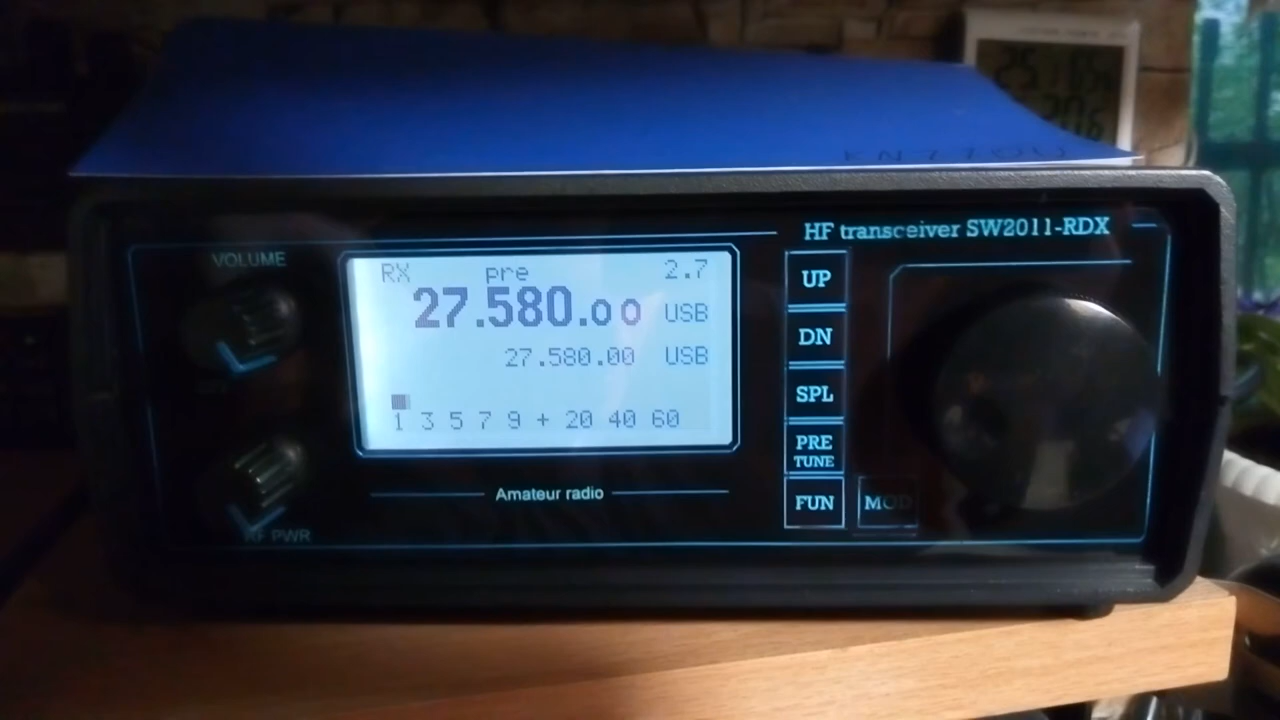 HF transceiver SW2011-RDX
VOLUME
RX pre 2.7
27.580.00 USB
27.580.00 USB
1 3 5 7 9 + 20 40 60
Amateur radio
RF PWR
UP
DN
SPL
PRE
TUNE
FUN
MOD